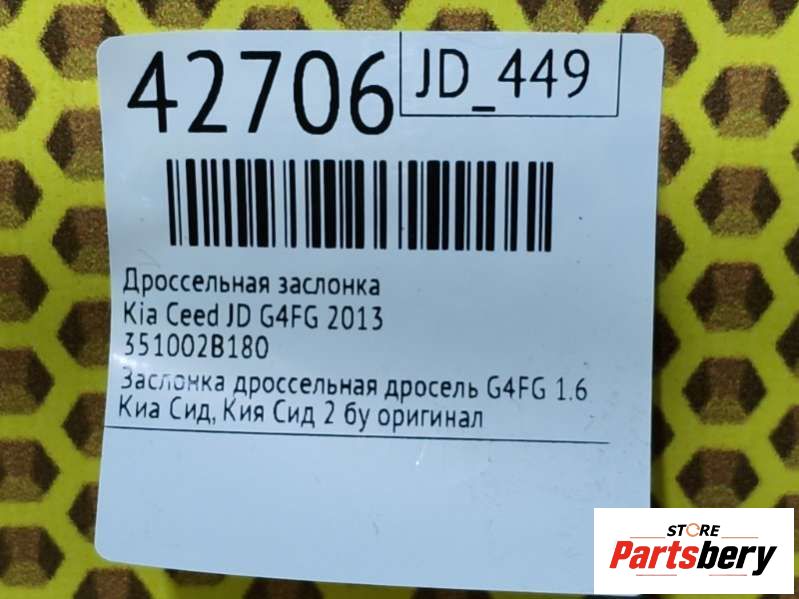 42706
JD_449
Дроссельная заслонка
Kia Ceed JD G4FG 2013
351002B180
Заслонка дроссельная дросель G4FG 1.6
Киа Сид, Кия Сид 2 бу оригинал
STORE
Partsbery